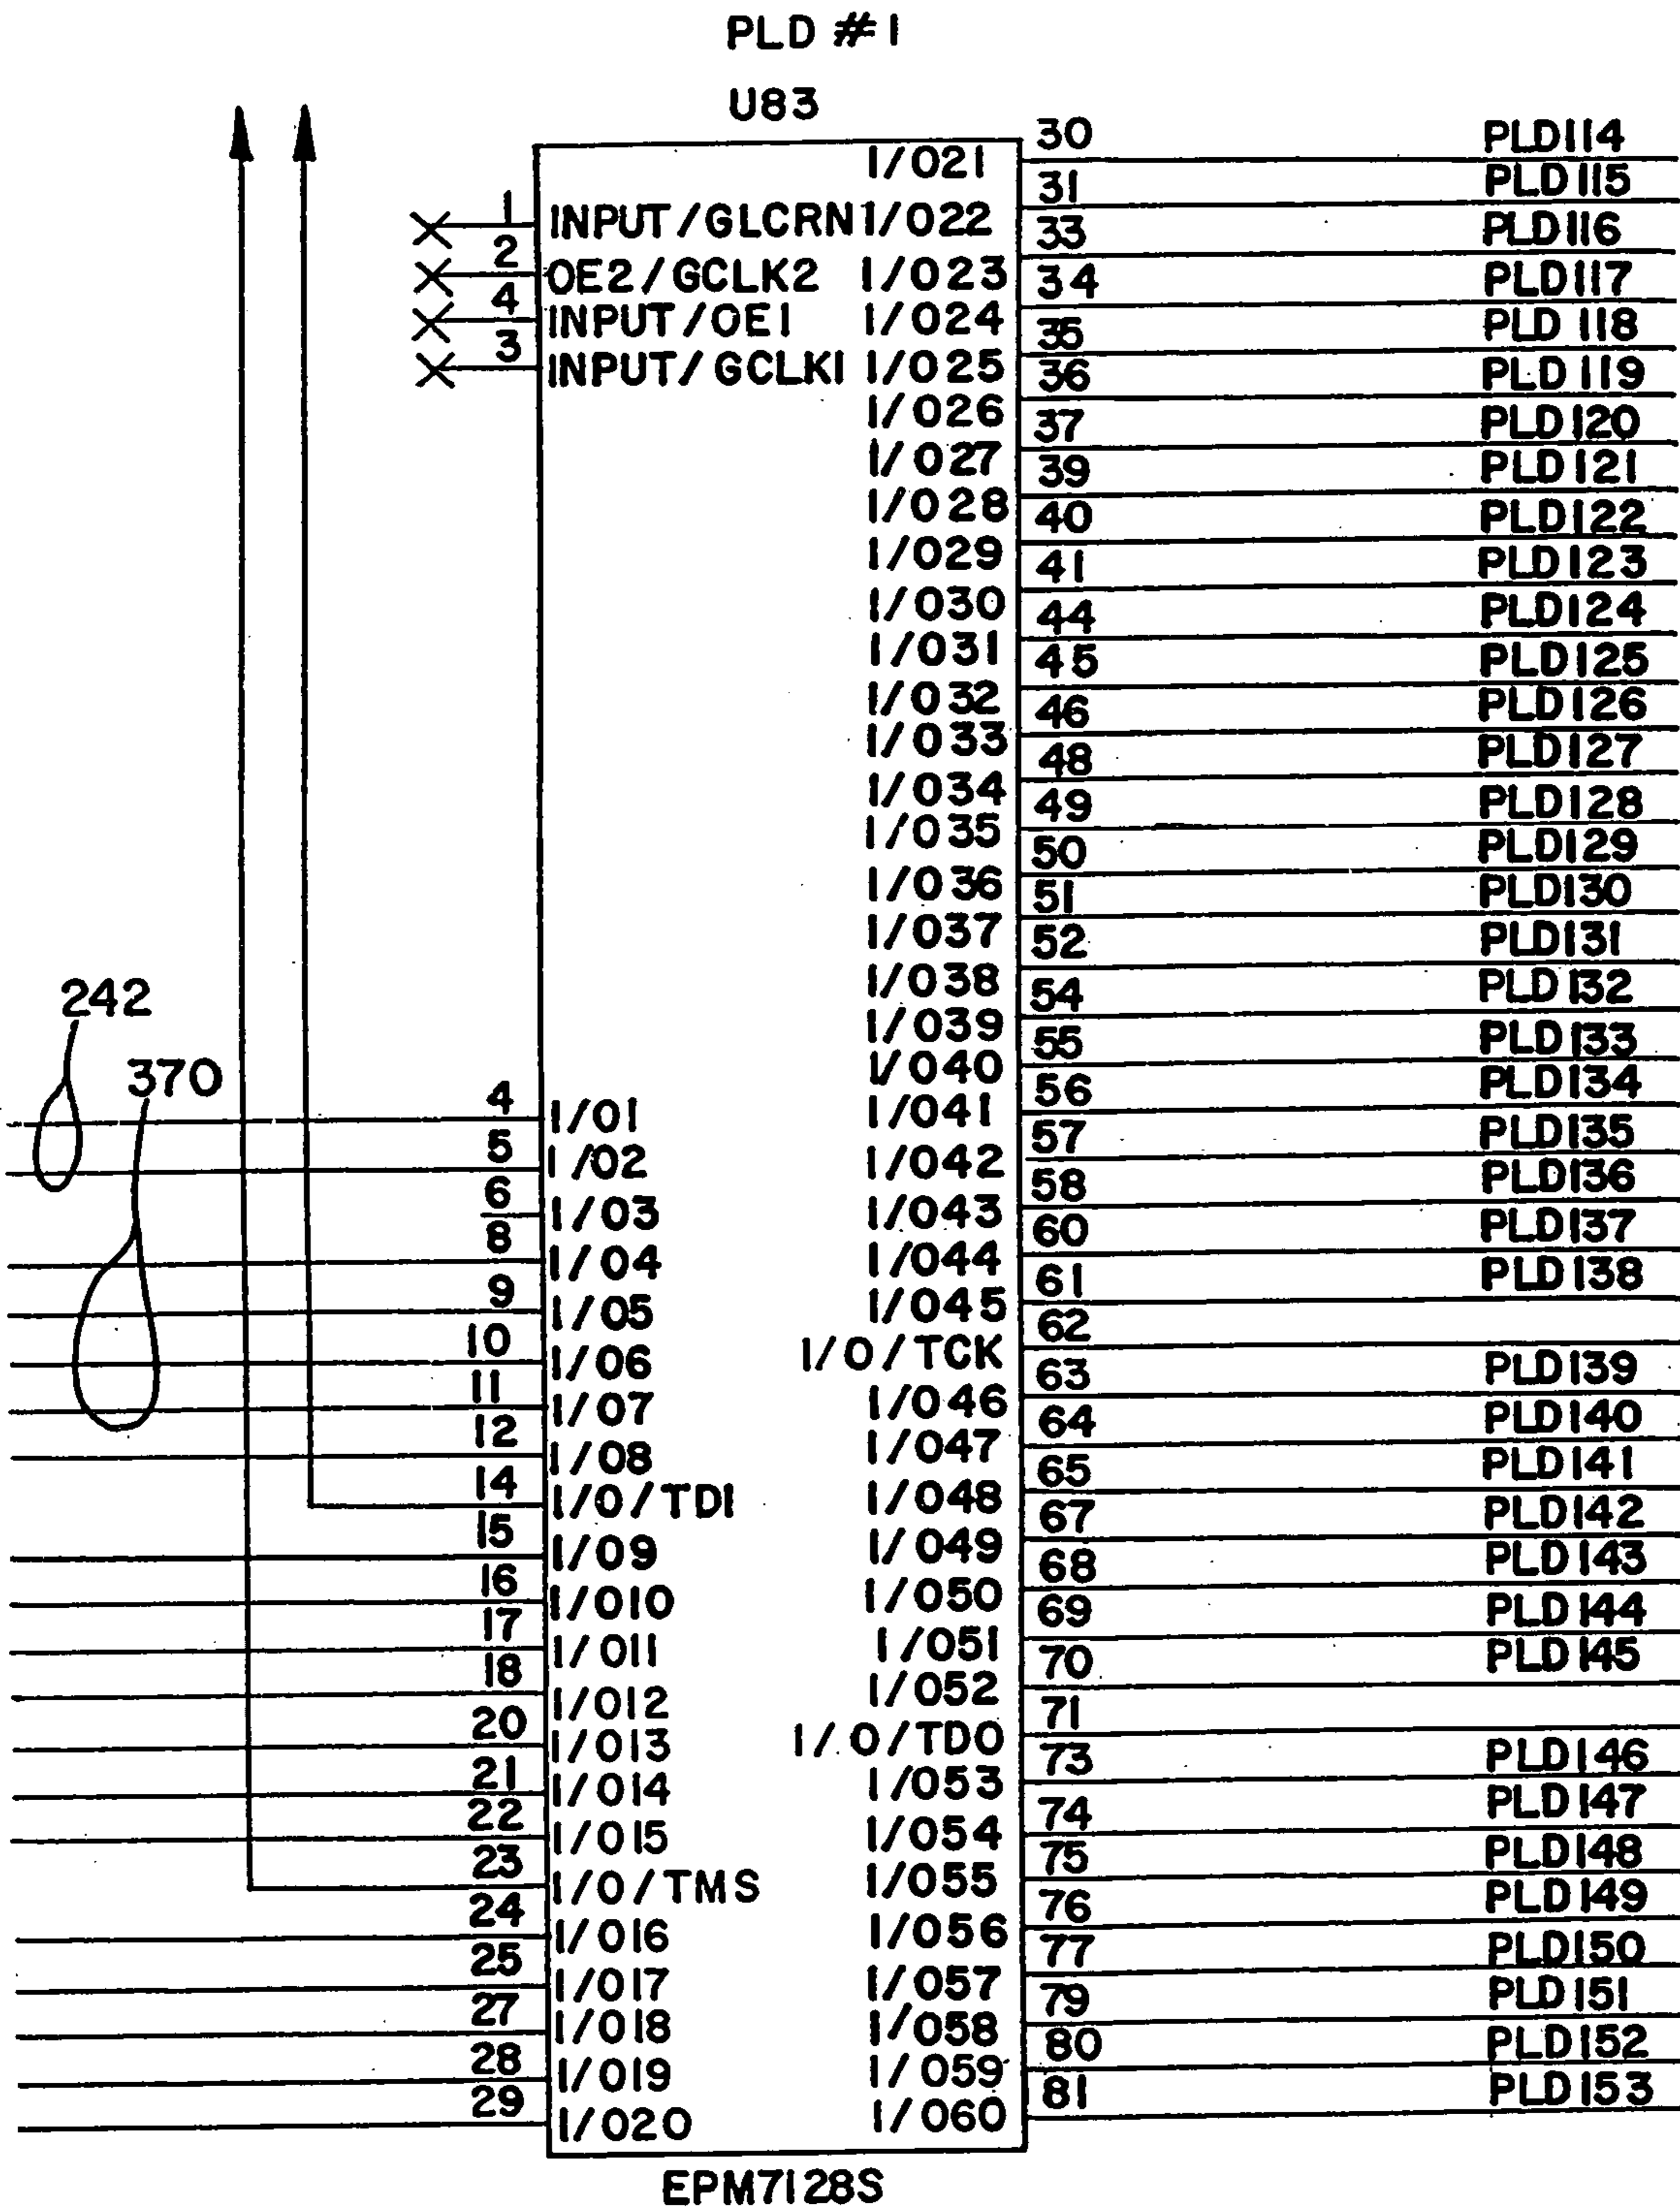 PLD #1
U83
I/O21 30 PLD114
31 PLD115
1 INPUT/GLCRN I/O22
33 PLD116
2 OE2/GCLK2 I/O23
34 PLD117
4 INPUT/OE1 I/O24
35 PLD118
3 INPUT/GCLK1 I/O25
36 PLD119
I/O26
37 PLD120
I/O27
39 PLD121
I/O28
40 PLD122
I/O29
41 PLD123
I/O30
44 PLD124
I/O31
45 PLD125
I/O32
46 PLD126
I/O33
48 PLD127
I/O34
49 PLD128
I/O35
50 PLD129
I/O36
51 PLD130
I/O37
52 PLD131
I/O38
242
54 PLD132
I/O39
55 PLD133
I/O40
370
56 PLD134
4 I/O1 I/O41
57 PLD135
5 I/O2 I/O42
58 PLD136
6 I/O3 I/O43
60 PLD137
8 I/O4 I/O44
61 PLD138
9 I/O5 I/O45
62
10 I/O6 I/O/TCK
63 PLD139
11 I/O7 I/O46
64 PLD140
12 I/O8 I/O47
65 PLD141
14 I/O/TDI I/O48
67 PLD142
15 I/O9 I/O49
68 PLD143
16 I/O10 I/O50
69 PLD144
17 I/O11 I/O51
70 PLD145
18 I/O12 I/O52
71
20 I/O13 I/O/TDO
73 PLD146
21 I/O14 I/O53
74 PLD147
22 I/O15 I/O54
75 PLD148
23 I/O/TMS I/O55
76 PLD149
24 I/O16 I/O56
77 PLD150
25 I/O17 I/O57
79 PLD151
27 I/O18 I/O58
80 PLD152
28 I/O19 I/O59
81 PLD153
29 I/O20 I/O60
EPM7128S